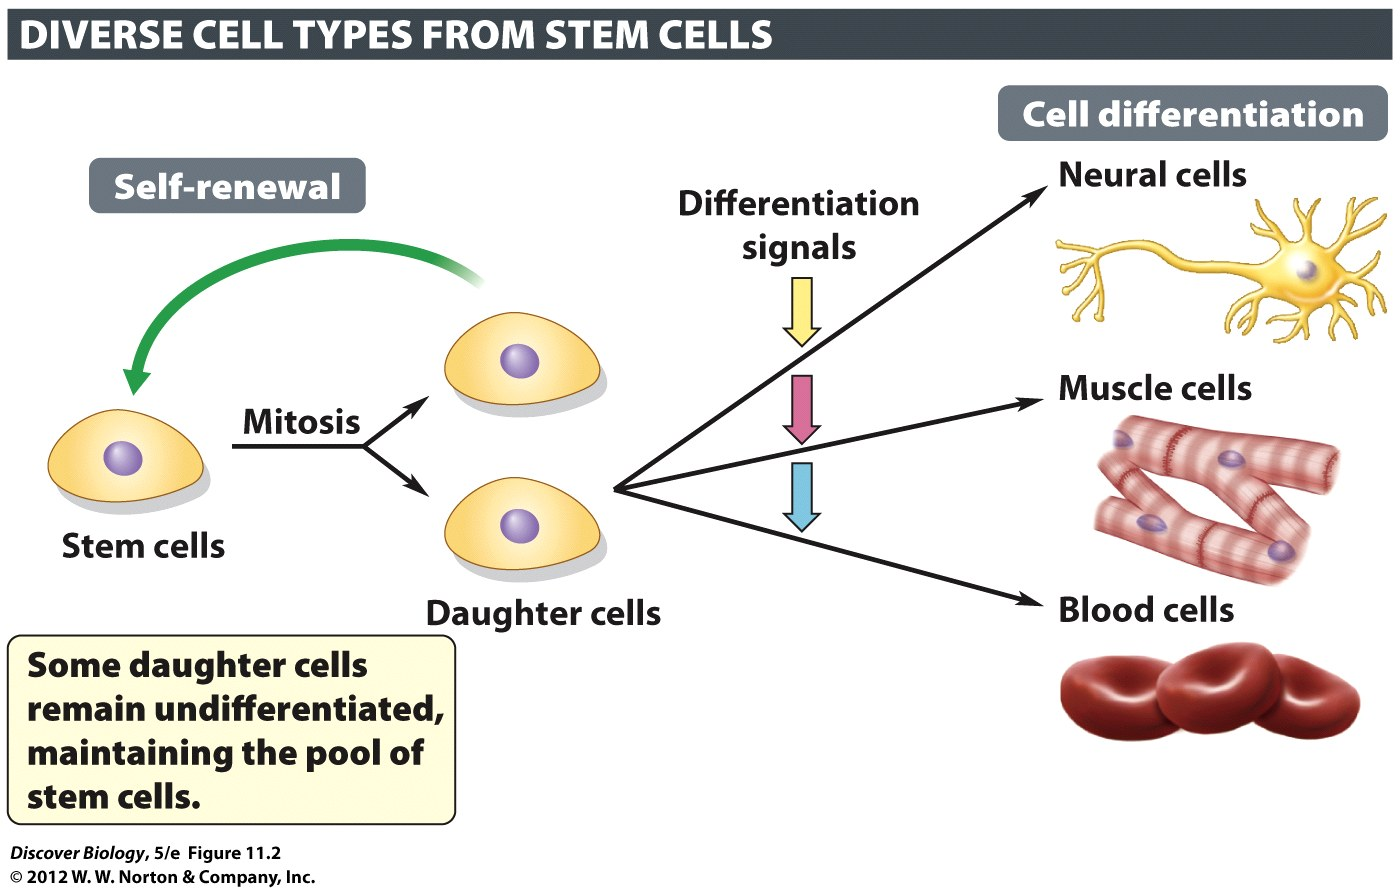 DIVERSE CELL TYPES FROM STEM CELLS
Cell differentiation
Self-renewal
Neural cells
Differentiation
signals
Muscle cells
Mitosis
Stem cells
Daughter cells
Blood cells
Some daughter cells
remain undifferentiated,
maintaining the pool of
stem cells.
Discover Biology, 5/e Figure 11.2
© 2012 W. W. Norton & Company, Inc.